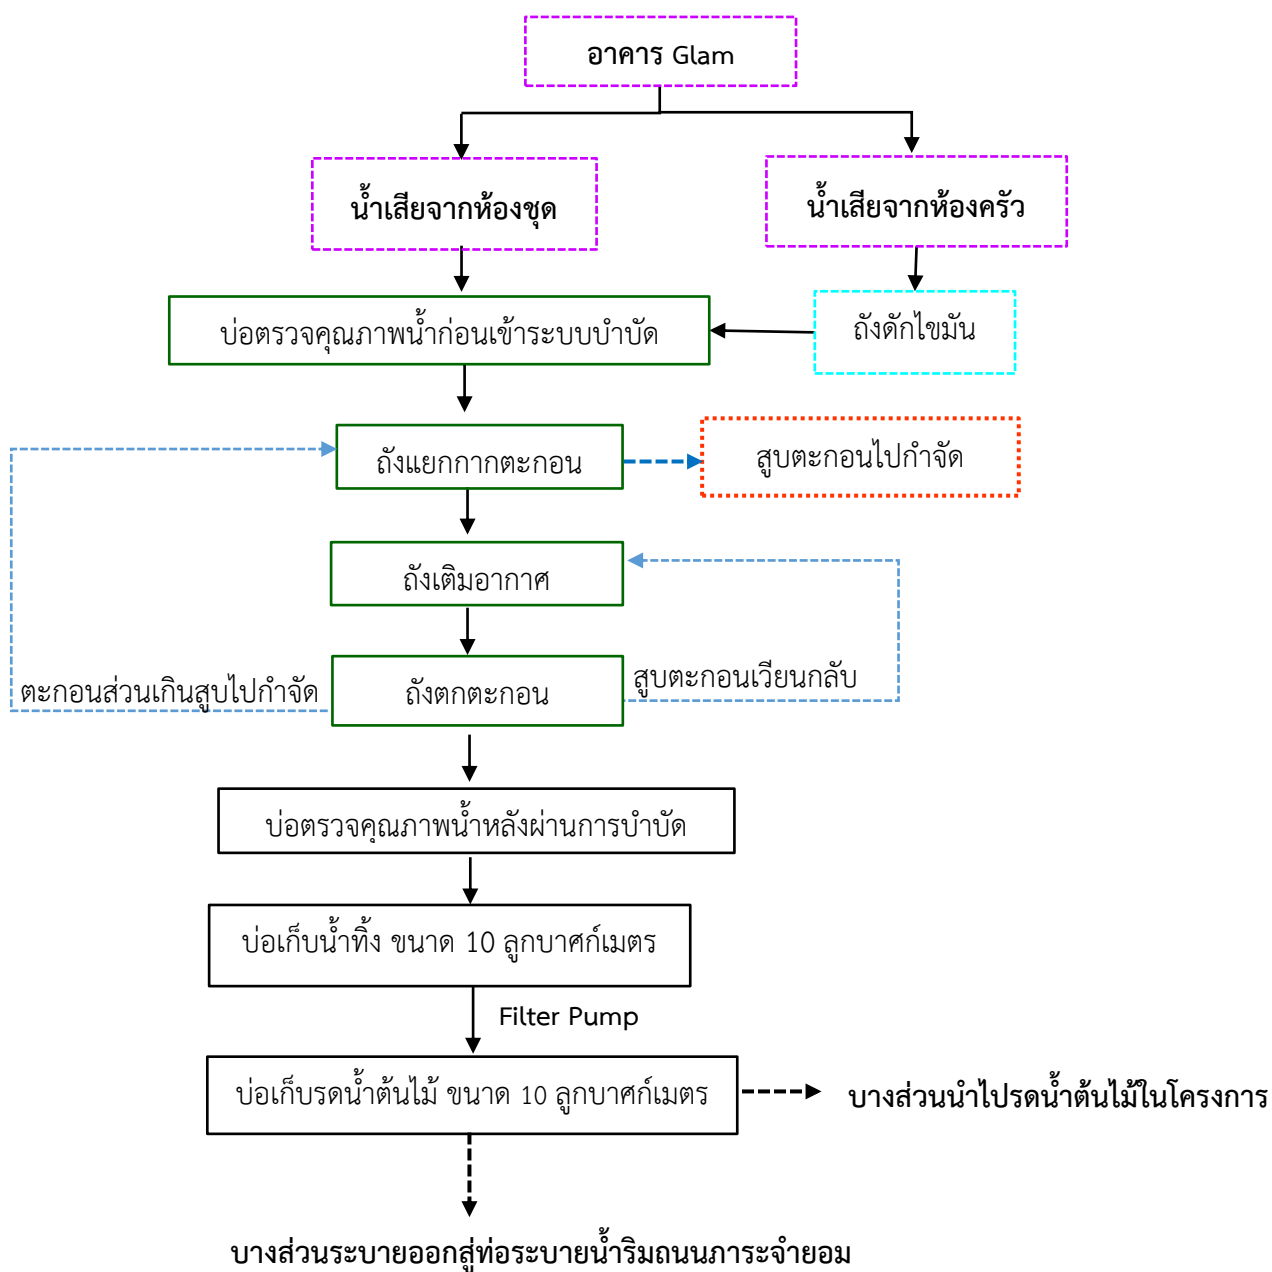 อาคาร Glam
น้ำเสียจากห้องชุด
น้ำเสียจากห้องครัว
บ่อตรวจคุณภาพน้ำก่อนเข้าระบบบำบัด
ถังดักไขมัน
ถังแยกกากตะกอน
สูบตะกอนไปกำจัด
ถังเติมอากาศ
ตะกอนส่วนเกินสูบไปกำจัด
ถังตกตะกอน
สูบตะกอนเวียนกลับ
บ่อตรวจคุณภาพน้ำหลังผ่านการบำบัด
บ่อเก็บน้ำทิ้ง ขนาด 10 ลูกบาศก์เมตร
Filter Pump
บ่อเก็บรดน้ำต้นไม้ ขนาด 10 ลูกบาศก์เมตร
บางส่วนนำไปรดน้ำต้นไม้ในโครงการ
บางส่วนระบายออกสู่ท่อระบายน้ำริมถนนภาระจำยอม